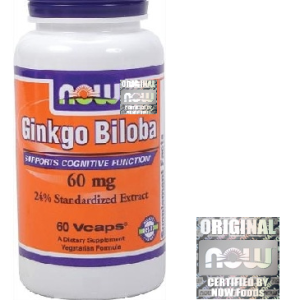 now
ORIGINAL
now
Ginkgo Biloba
SUPPORTS COGNITIVE FUNCTION*
60 mg
24% Standardized Extract
60 Vcaps®
A Dietary Supplement
Vegetarian Formula
ORIGINAL
now
CERTIFIED BY
NOW Foods